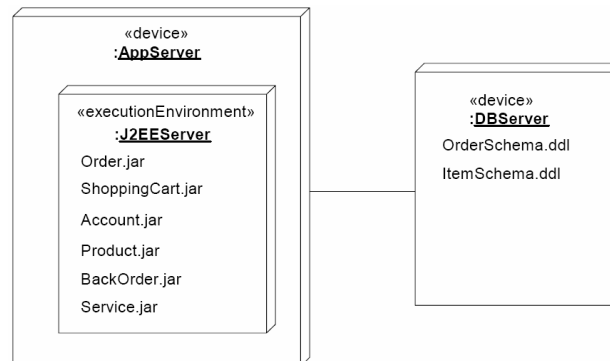 «device»
:AppServer
«executionEnvironment»
:J2EEServer
Order.jar
ShoppingCart.jar
Account.jar
Product.jar
BackOrder.jar
Service.jar
«device»
:DBServer
OrderSchema.ddl
ItemSchema.ddl